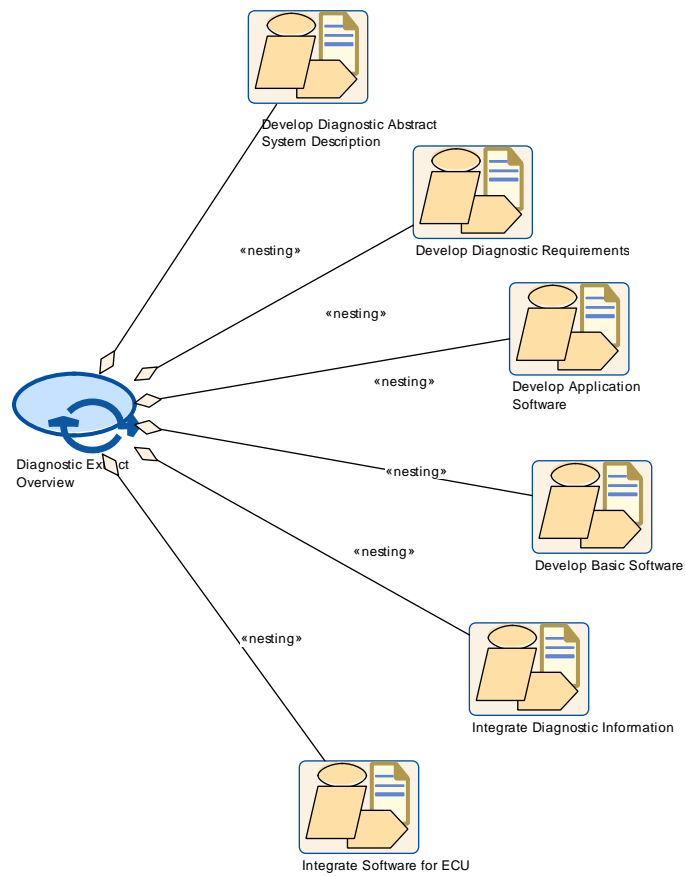 Develop Diagnostic Abstract
System Description
«nesting»
Develop Diagnostic Requirements
«nesting»
«nesting»
Develop Application
Software
Diagnostic Extract
Overview
«nesting»
Develop Basic Software
«nesting»
«nesting»
Integrate Diagnostic Information
Integrate Software for ECU